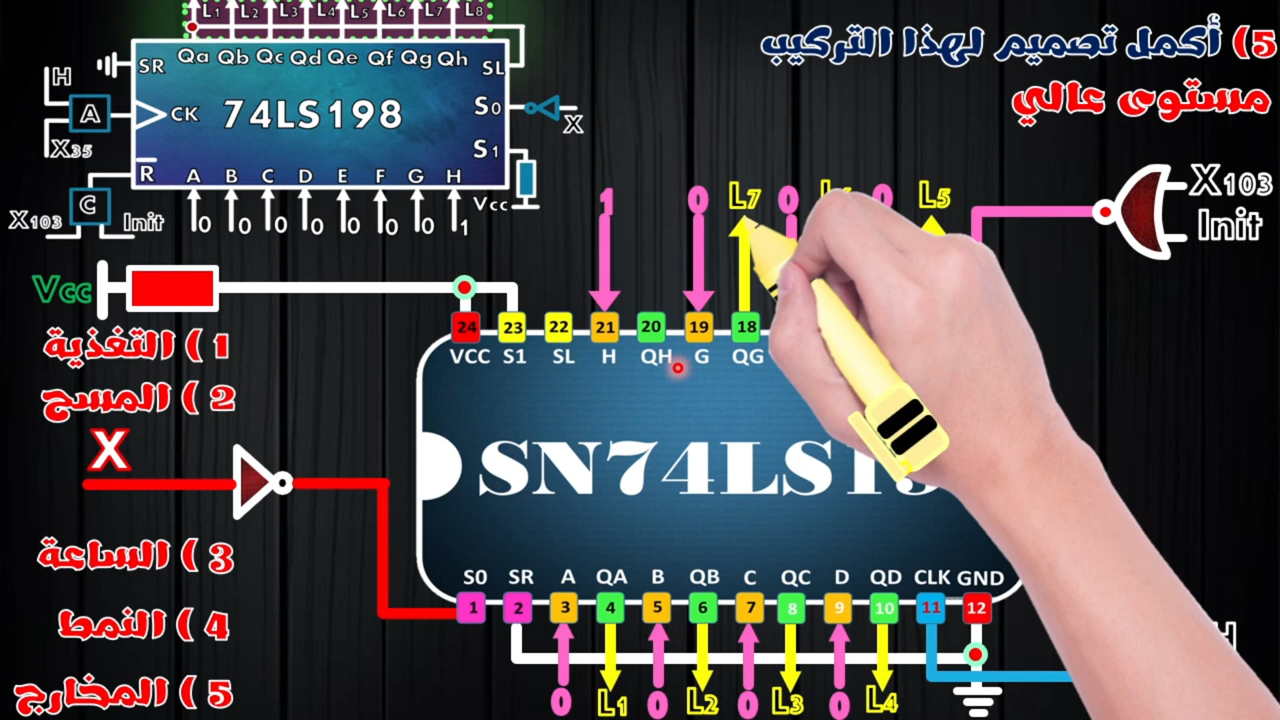 L1 L2 L3 L4 L5 L6 L7 L8
5) أكمل تصميم لهذا التركيب
مستوى عالي
Qa Qb Qc Qd Qe Qf Qg Qh
SR
SL
H
A
CK
74LS198
S0
X
X35
S1
R
A B C D E F G H
C
Vcc
X103
Init
0 0 0 0 0 0 0 1
X103
Init
1
0
L7
0
0
L5
Vcc
24 23 22 21 20 19 18
VCC S1 SL H QH G QG
1 ) التغذية
2 ) المسح
X
SN74LS1
3 ) الساعة
S0 SR A QA B QB C QC D QD CLK GND
1 2 3 4 5 6 7 8 9 10 11 12
4 ) النمط
H
5 ) المخارج
0 L1 0 L2 0 L3 0 L4